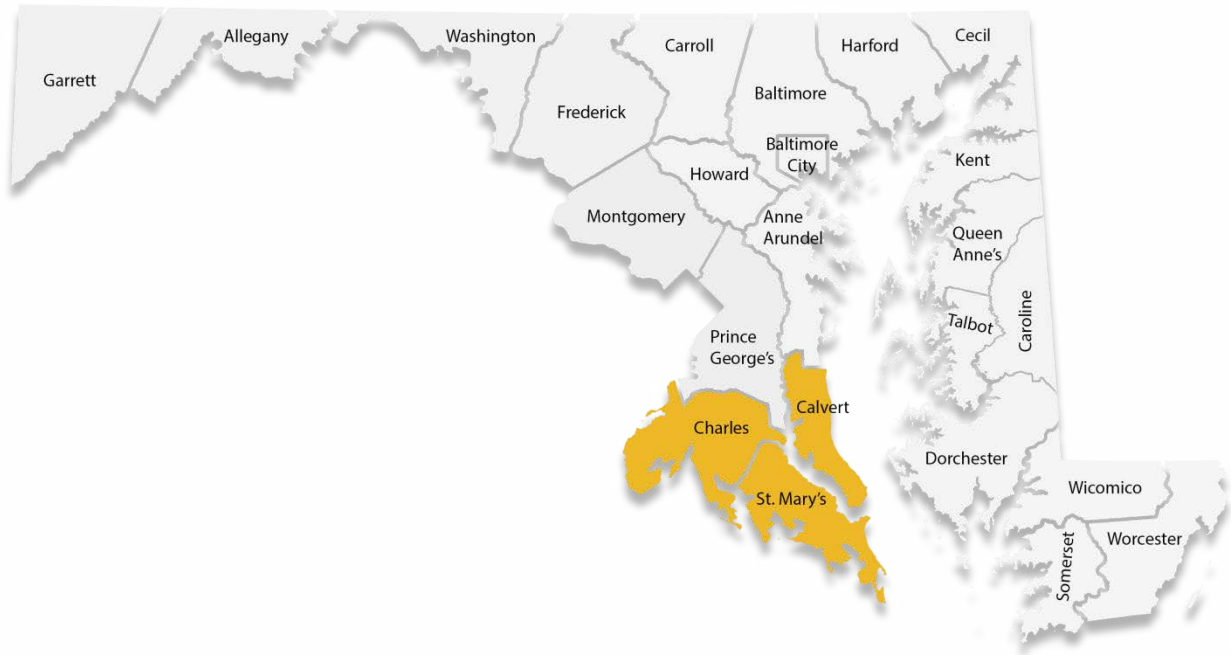 Garrett
Allegany
Washington
Frederick
Carroll
Baltimore
Harford
Cecil
Baltimore
City
Howard
Montgomery
Anne
Arundel
Kent
Queen
Anne's
Talbot
Caroline
Prince
George's
Charles
Calvert
St. Mary's
Dorchester
Wicomico
Somerset
Worcester